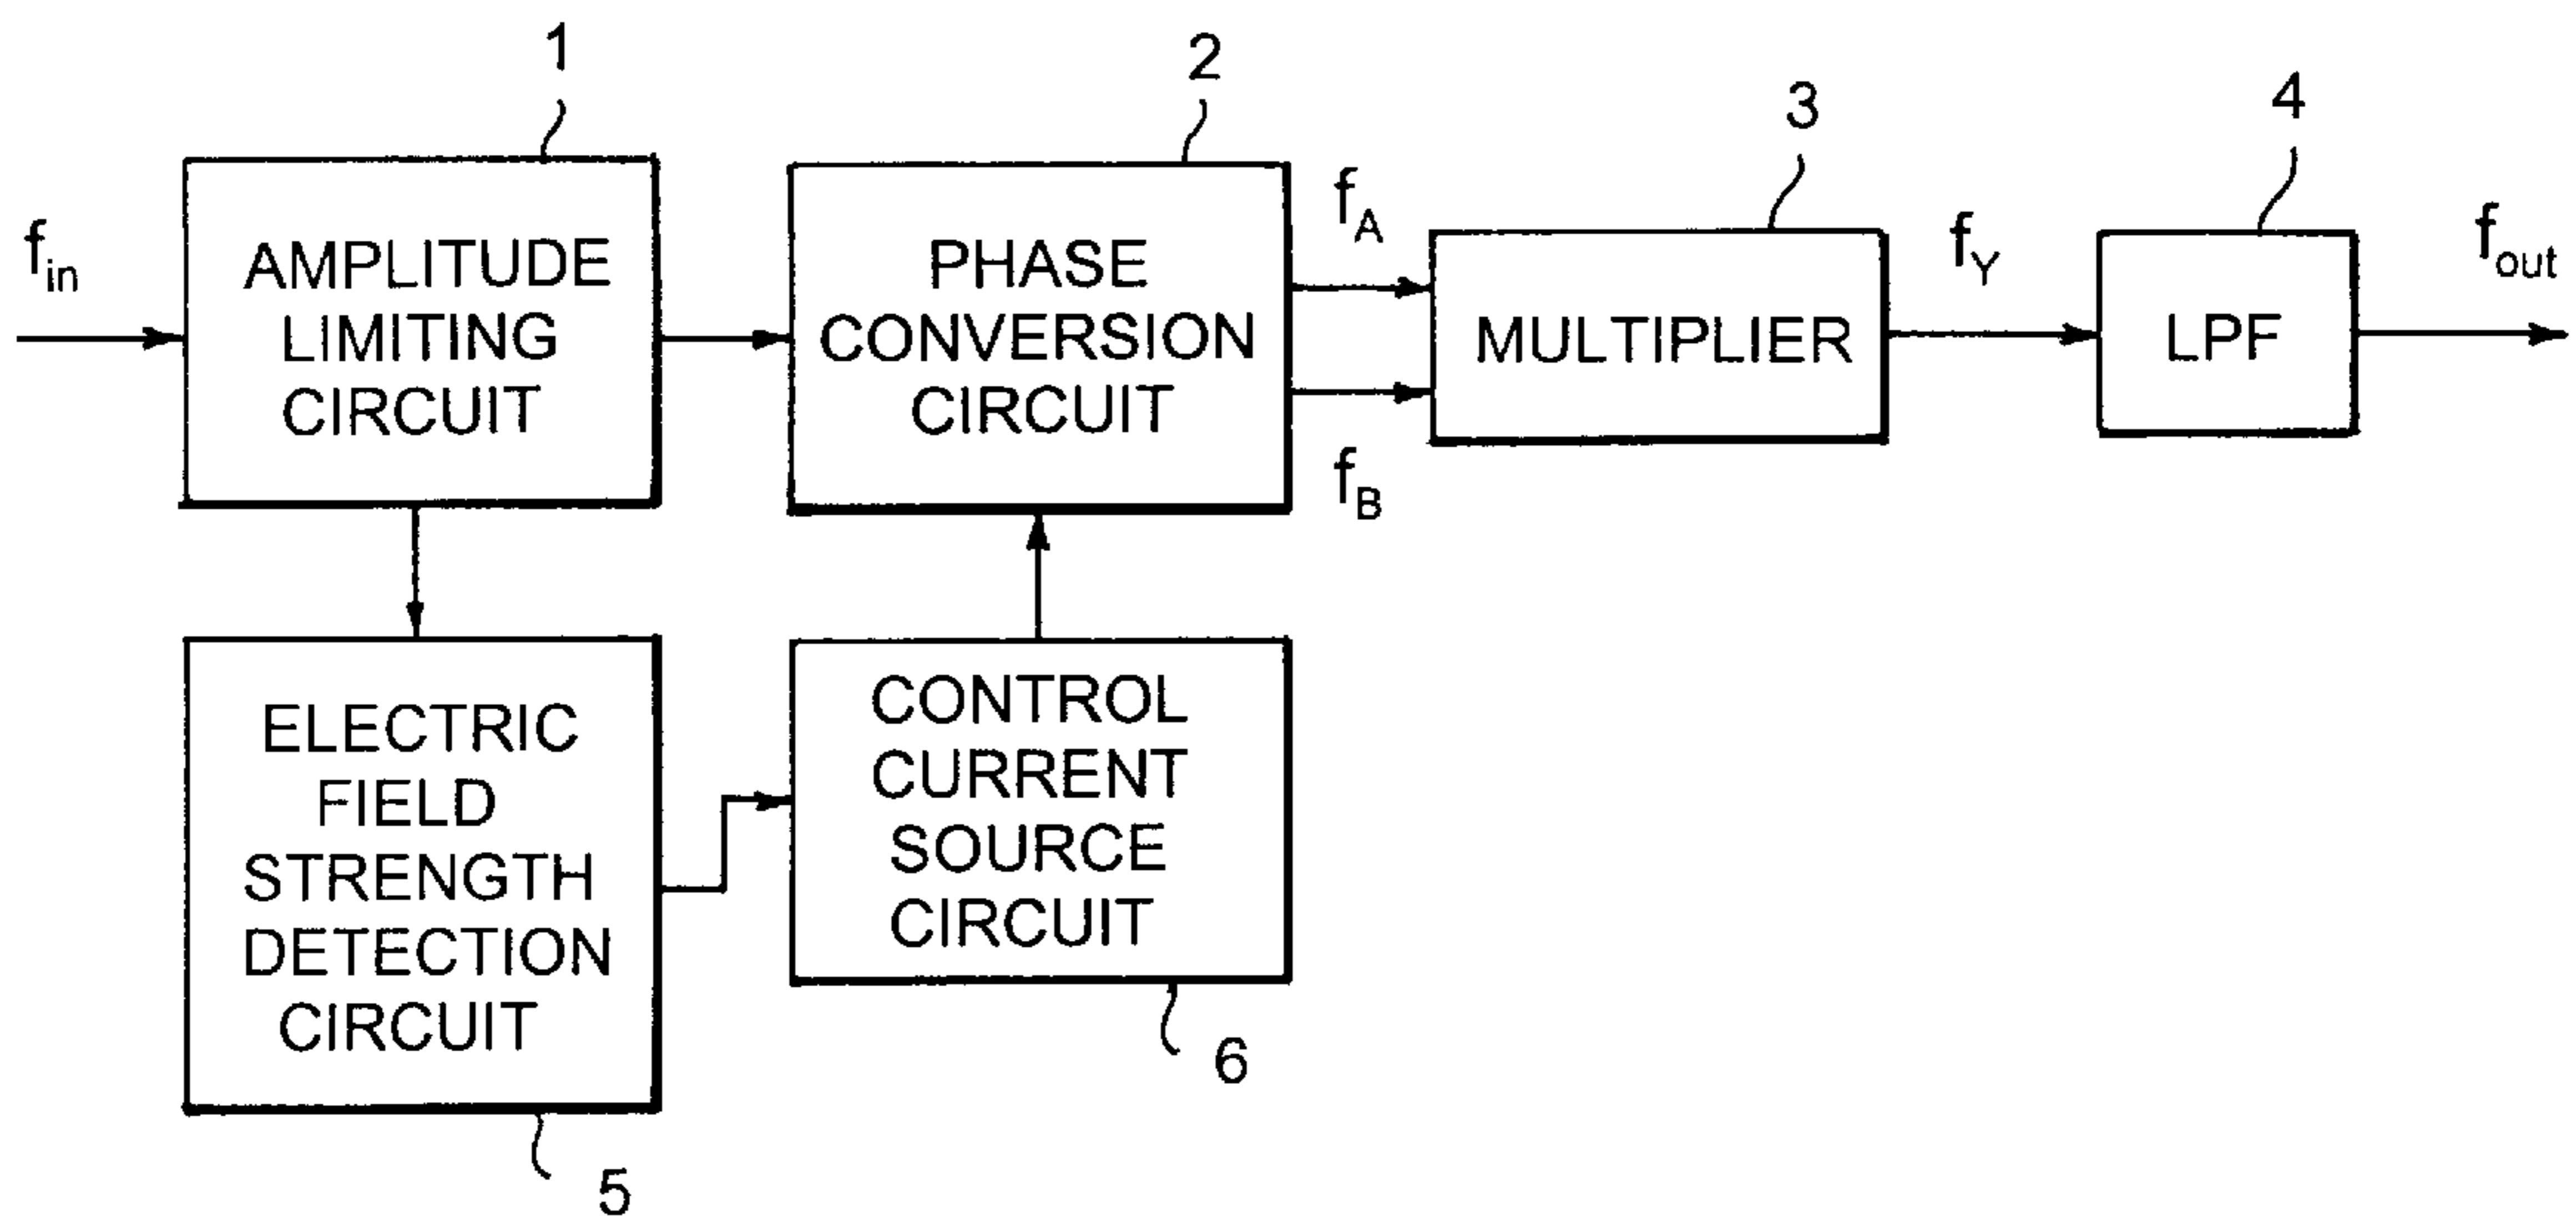 1
2
3
4
f_in
AMPLITUDE
LIMITING
CIRCUIT
PHASE
CONVERSION
CIRCUIT
f_A
f_B
MULTIPLIER
f_Y
LPF
f_out
ELECTRIC
FIELD
STRENGTH
DETECTION
CIRCUIT
5
CONTROL
CURRENT
SOURCE
CIRCUIT
6